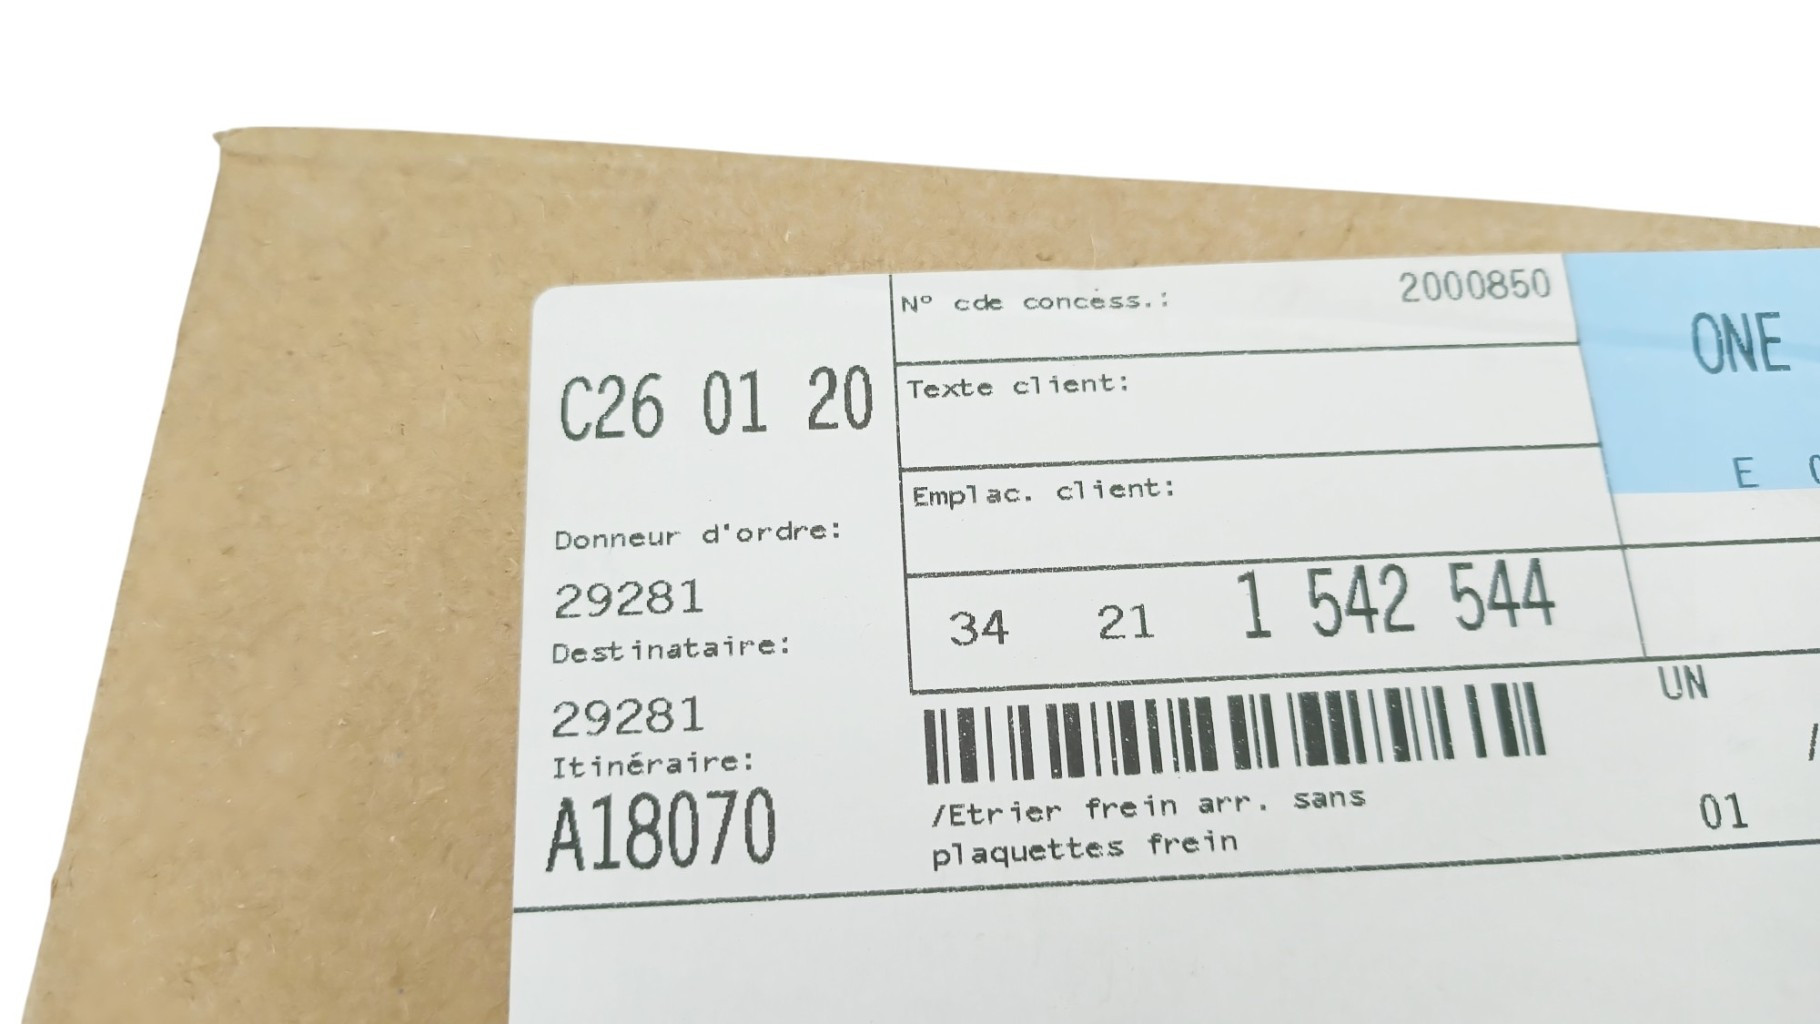 N° cde concess.: 2000850
ONE
C26 01 20
Texte client:
E
Emplac. client:
Donneur d'ordre:
29281
34 21 1 542 544
Destinataire:
29281
UN
Itinéraire:
A18070
/Etrier frein arr. sans
plaquettes frein
01